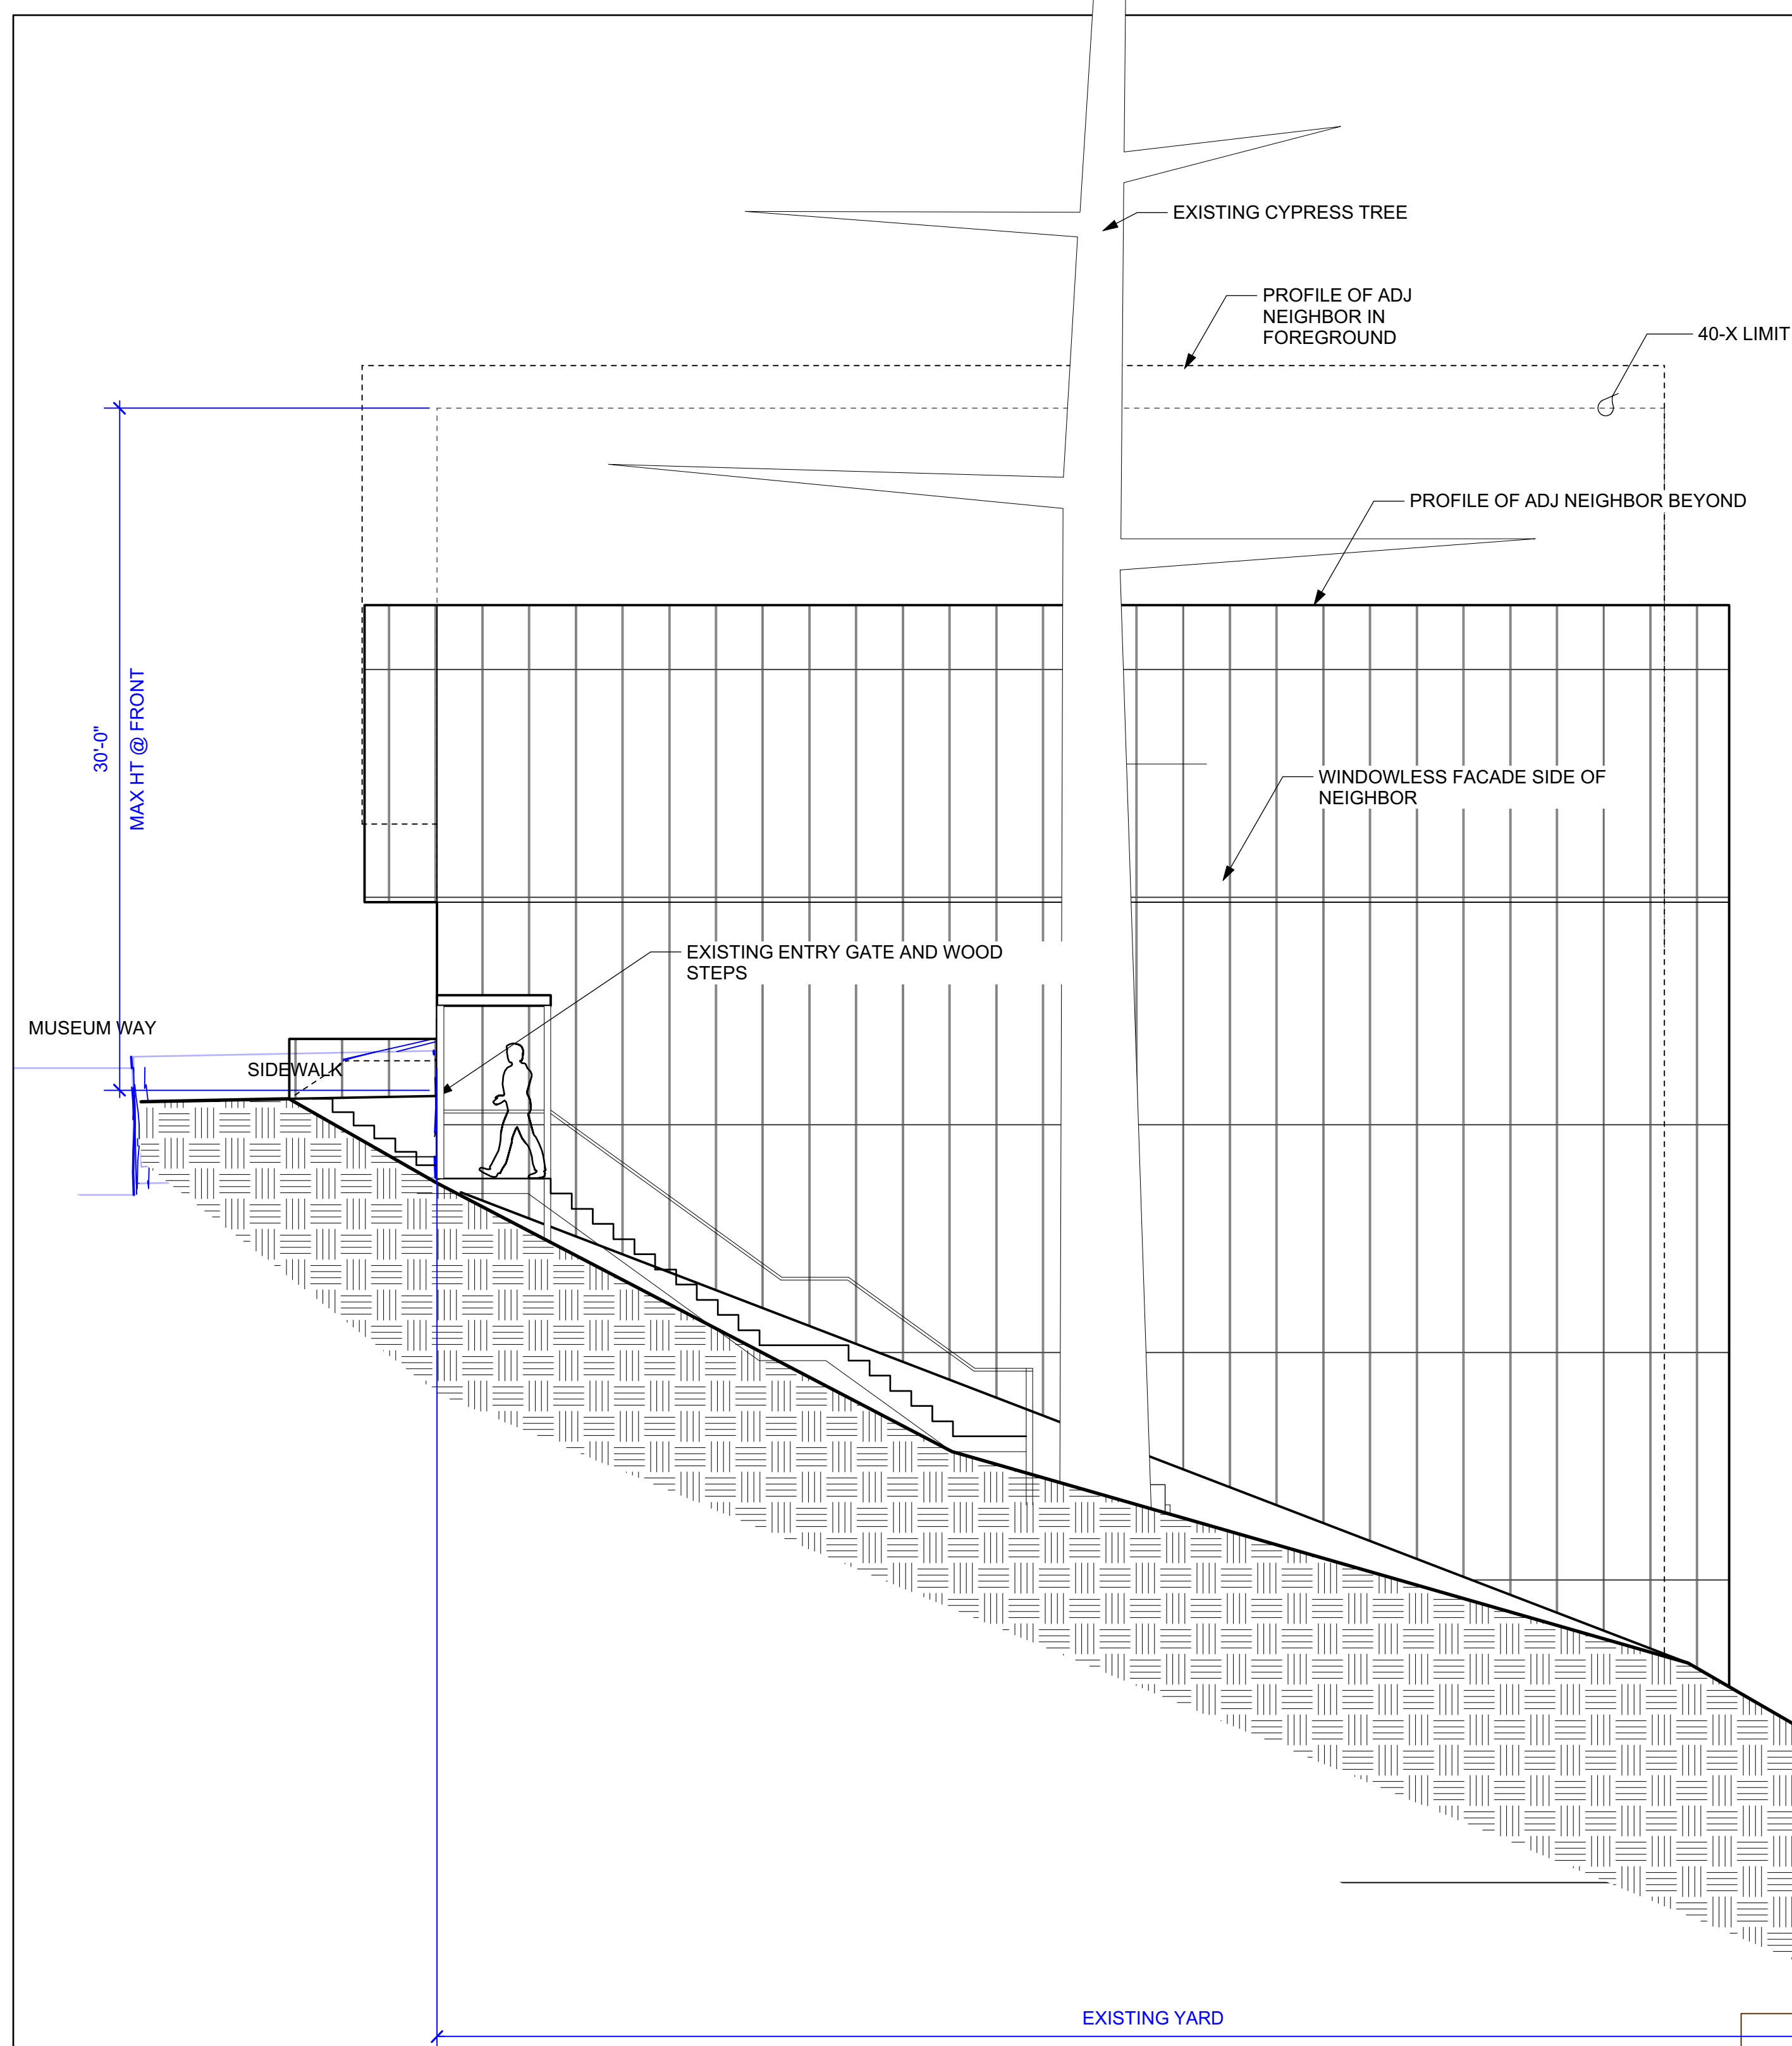 EXISTING CYPRESS TREE
PROFILE OF ADJ
NEIGHBOR IN
FOREGROUND
40-X LIMIT
PROFILE OF ADJ NEIGHBOR BEYOND
30'-0"
MAX HT @ FRONT
WINDOWLESS FACADE SIDE OF
NEIGHBOR
EXISTING ENTRY GATE AND WOOD
STEPS
MUSEUM WAY
SIDEWALK
EXISTING YARD